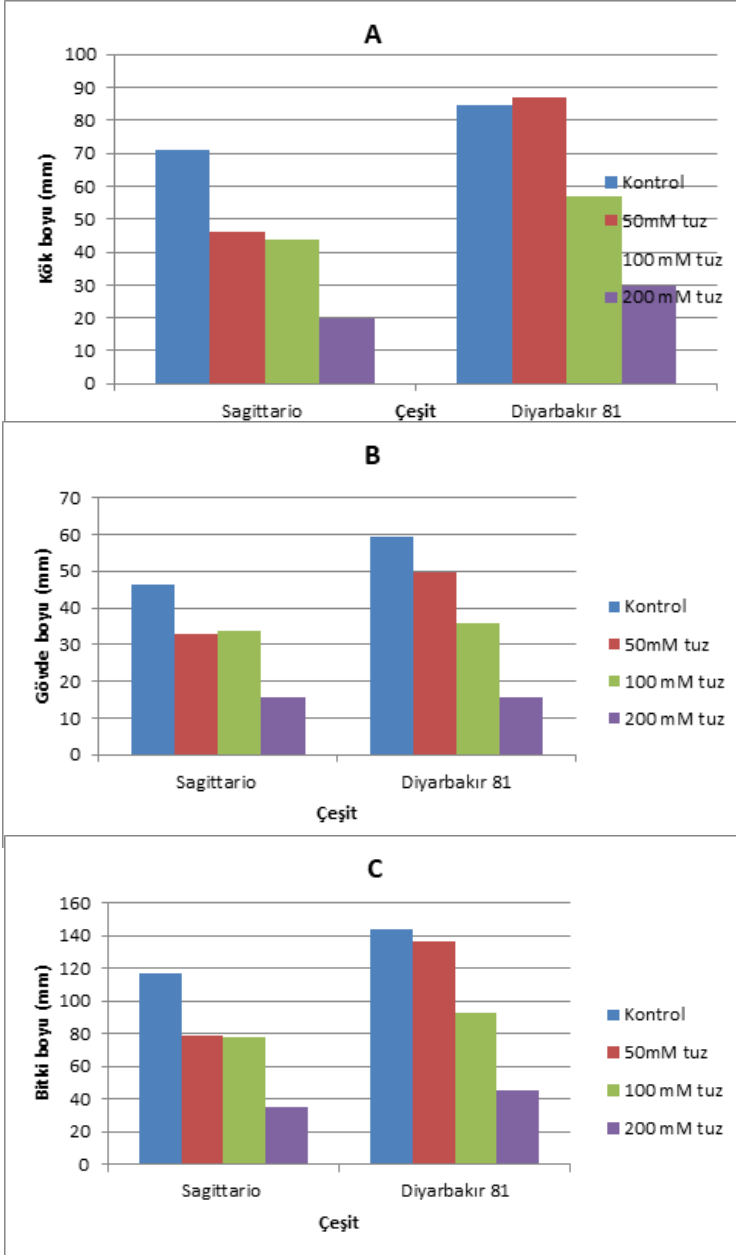 A
100
90
80
70
60
50
40
30
20
10
0
Kök boyu (mm)
Kontrol
50mM tuz
100 mM tuz
200 mM tuz
Sagittario Çeşit Diyarbakır 81
B
70
60
50
40
30
20
10
0
Gövde boyu (mm)
Kontrol
50mM tuz
100 mM tuz
200 mM tuz
Sagittario Diyarbakır 81
Çeşit
C
160
140
120
100
80
60
40
20
0
Bitki boyu (mm)
Kontrol
50mM tuz
100 mM tuz
200 mM tuz
Sagittario Diyarbakır 81
Çeşit